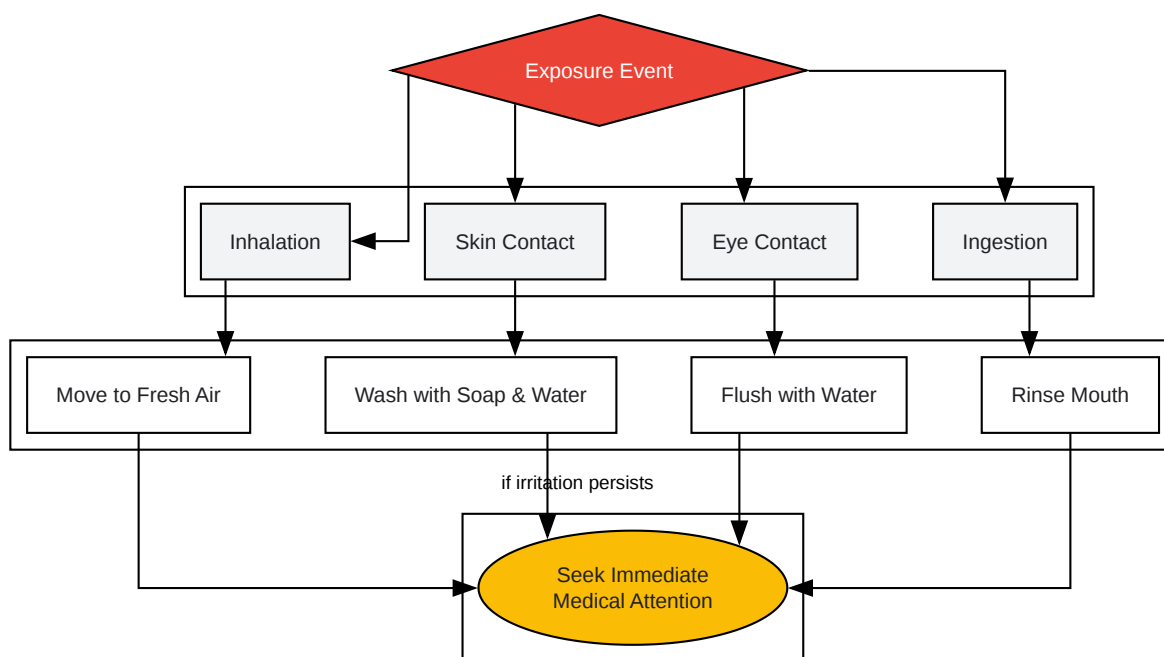 Exposure Event
Inhalation
Skin Contact
Eye Contact
Ingestion
Move to Fresh Air
Wash with Soap & Water
Flush with Water
Rinse Mouth
if irritation persists
Seek Immediate
Medical Attention